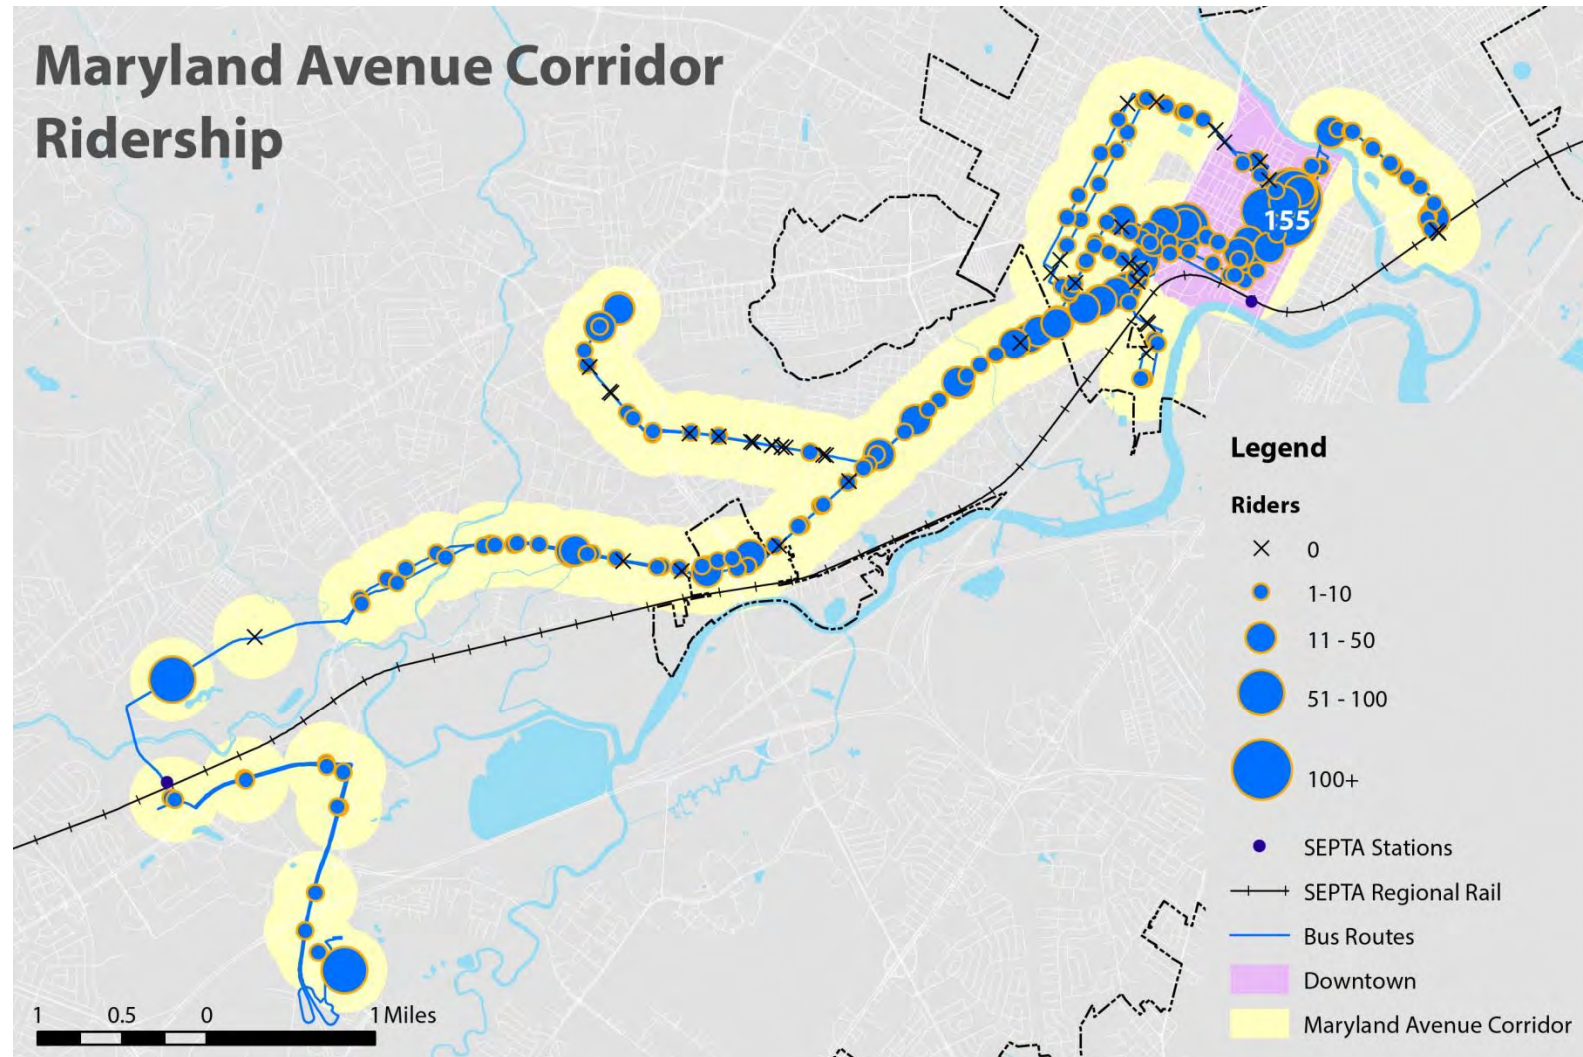 Maryland Avenue Corridor
Ridership
155
Legend
Riders
0
1-10
11 - 50
51 - 100
100+
SEPTA Stations
SEPTA Regional Rail
Bus Routes
Downtown
Maryland Avenue Corridor
1 0.5 0 1 Miles